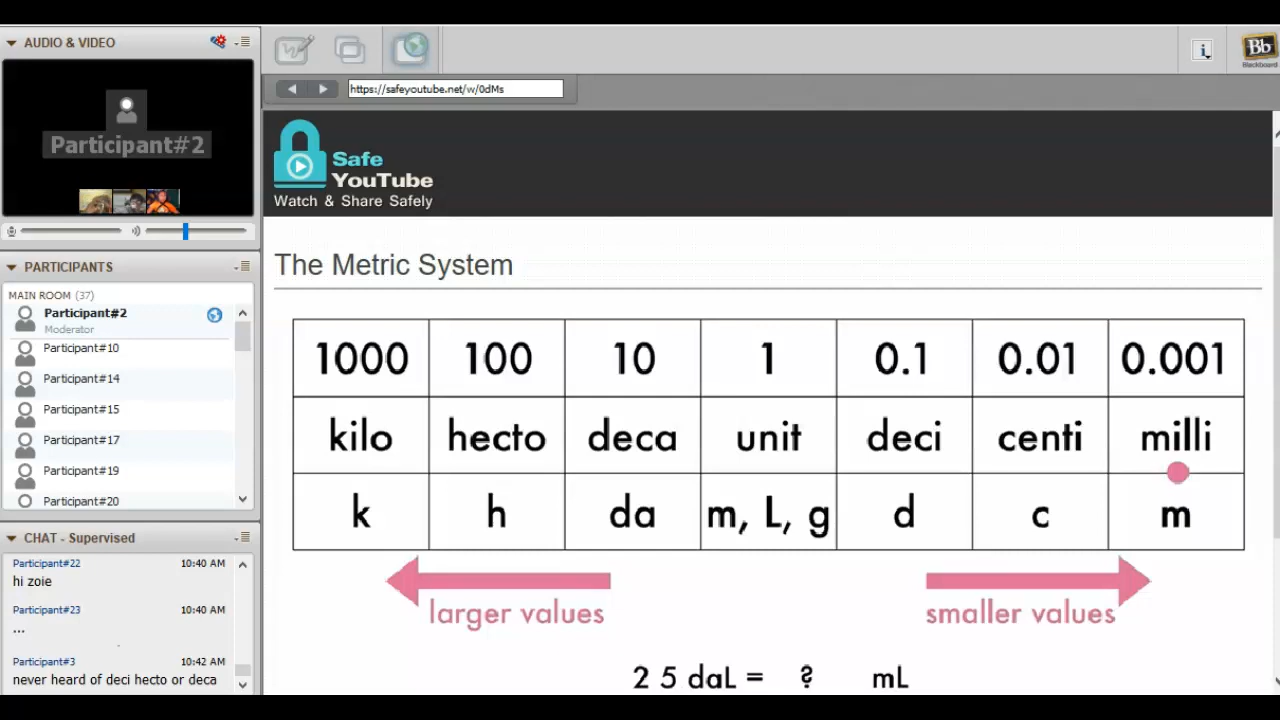 AUDIO & VIDEO
Participant#2
PARTICIPANTS
MAIN ROOM (37)
Participant#2
Moderator
Participant#10
Participant#14
Participant#15
Participant#17
Participant#19
Participant#20
CHAT - Supervised
Participant#22 10:40 AM
hi zoie
Participant#23 10:40 AM
...
Participant#3 10:42 AM
never heard of deci hecto or deca
i
Bb
Blackboard
https://safeyoutube.net/w/0dMs
Safe
YouTube
Watch & Share Safely
The Metric System
1000 100 10 1 0.1 0.01 0.001
kilo hecto deca unit deci centi milli
k h da m, L, g d c m
larger values smaller values
2 5 daL = ? mL